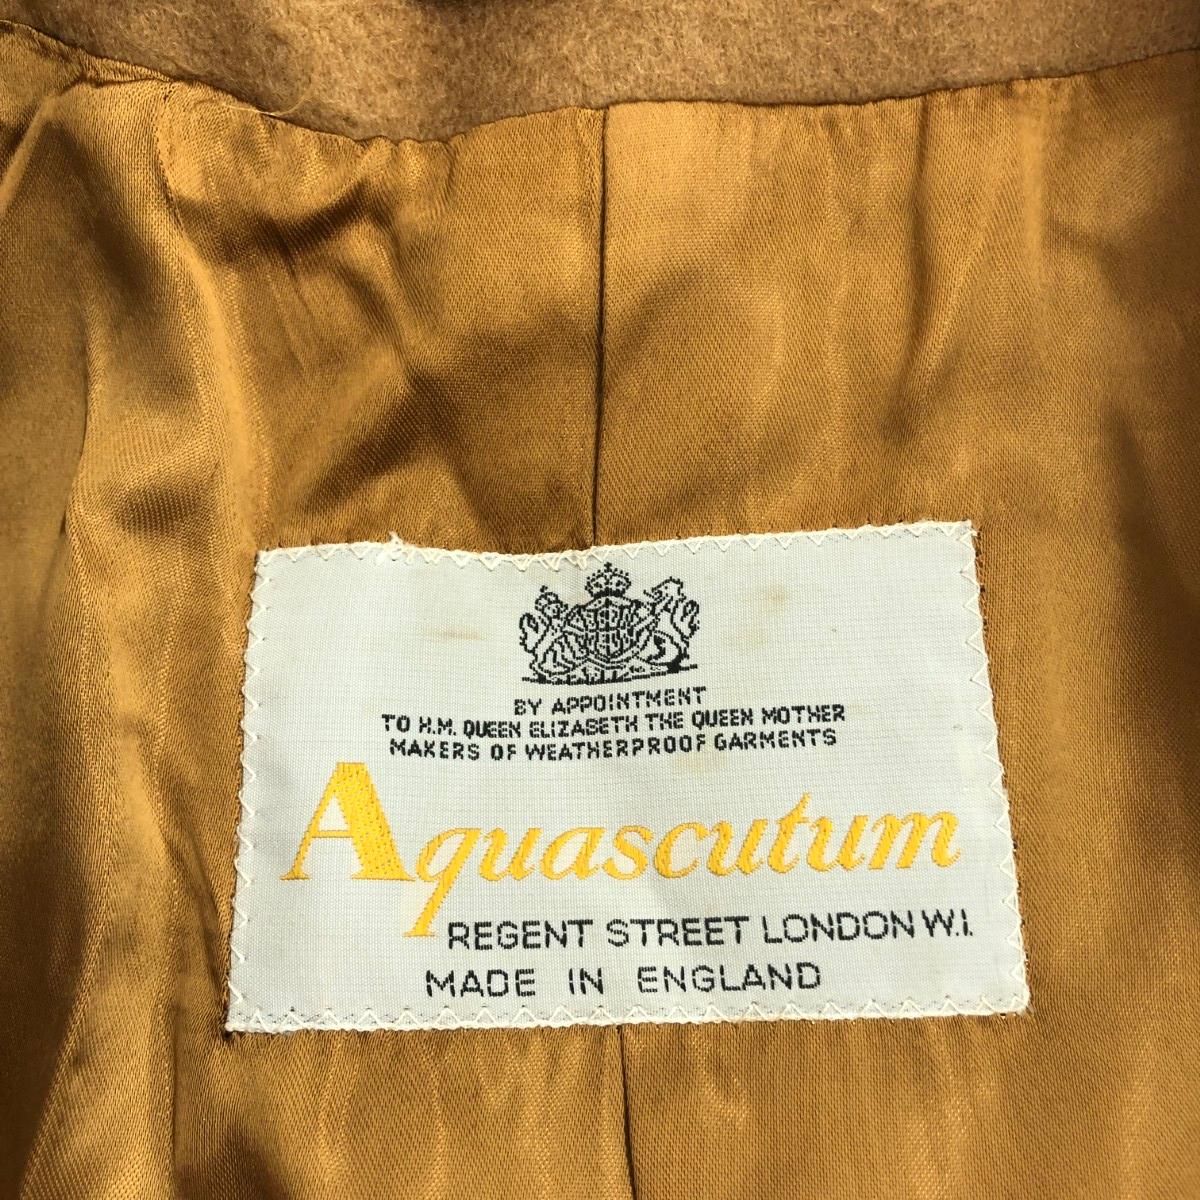 BY APPOINTMENT
TO H.M. QUEEN ELIZABETH THE QUEEN MOTHER
MAKERS OF WEATHERPROOF GARMENTS
Aquascutum
REGENT STREET LONDON W.I.
MADE IN ENGLAND